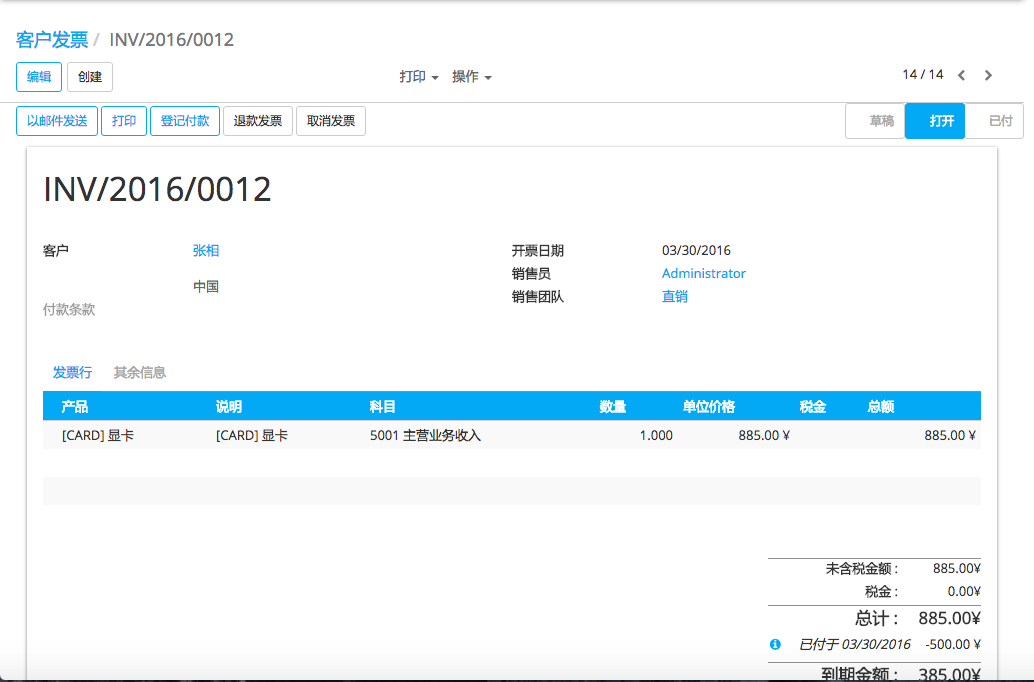 客户发票 / INV/2016/0012
编辑 创建 打印 操作 14 / 14
以邮件发送 打印 登记付款 退款发票 取消发票 草稿 打开 已付
INV/2016/0012
客户 张相 开票日期 03/30/2016
销售员 Administrator
中国
销售团队 直销
付款条款
发票行 其余信息
产品 说明 科目 数量 单位价格 税金 总额
[CARD] 显卡 [CARD] 显卡 5001 主营业务收入 1.000 885.00 ¥ 885.00 ¥
未含税金额 : 885.00¥
税金 : 0.00¥
总计 : 885.00¥
已付于 03/30/2016 -500.00 ¥
到期金额 : 385.00¥